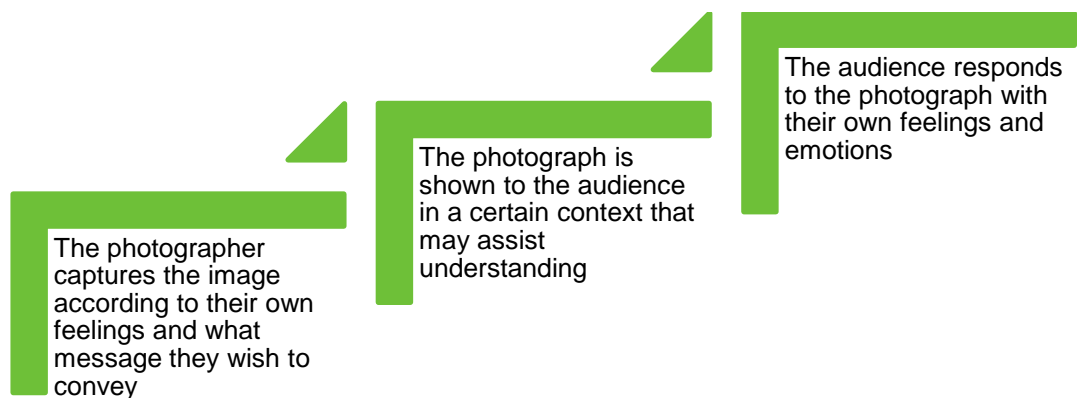 The photographer
captures the image
according to their own
feelings and what
message they wish to
convey
The photograph is
shown to the audience
in a certain context that
may assist
understanding
The audience responds
to the photograph with
their own feelings and
emotions